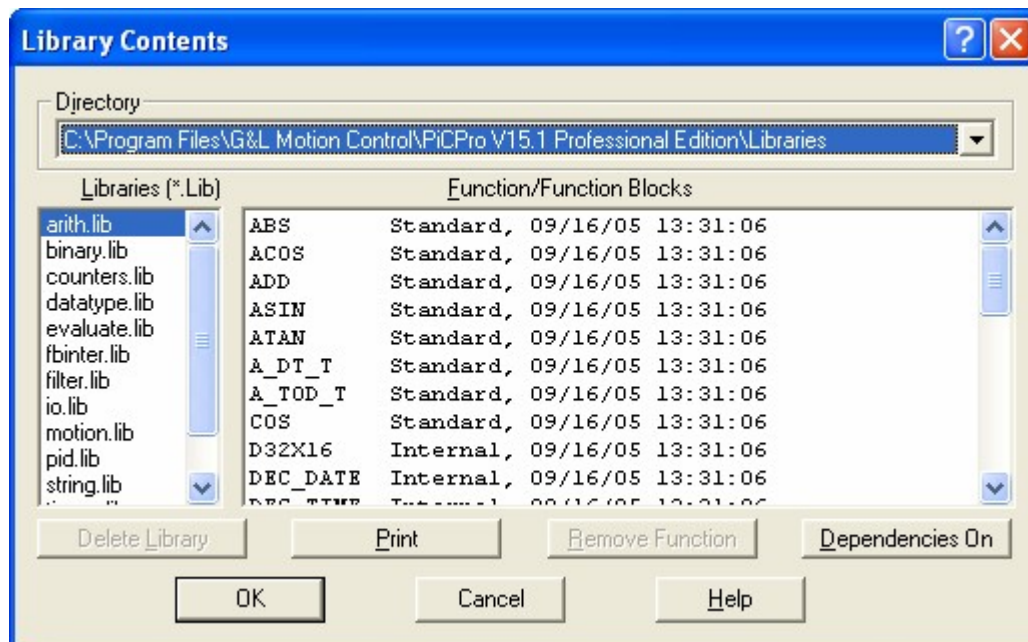 Library Contents
Directory
C:\Program Files\G&L Motion Control\PiCPro V15.1 Professional Edition\Libraries
Libraries (*.Lib)
Function/Function Blocks
arith.lib
binary.lib
counters.lib
datatype.lib
evaluate.lib
fbinter.lib
filter.lib
io.lib
motion.lib
pid.lib
string.lib
ABS Standard, 09/16/05 13:31:06
ACOS Standard, 09/16/05 13:31:06
ADD Standard, 09/16/05 13:31:06
ASIN Standard, 09/16/05 13:31:06
ATAN Standard, 09/16/05 13:31:06
A_DT_T Standard, 09/16/05 13:31:06
A_TOD_T Standard, 09/16/05 13:31:06
COS Standard, 09/16/05 13:31:06
D32X16 Internal, 09/16/05 13:31:06
DEC_DATE Internal, 09/16/05 13:31:06
Delete Library
Print
Remove Function
Dependencies On
OK
Cancel
Help